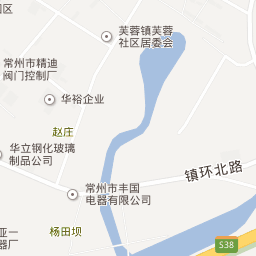 区
芙蓉镇芙蓉
社区居委会
常州市精迪
阀门控制厂
华裕企业
赵庄
华立钢化玻璃
制品公司
镇环北路
常州市丰国
电器有限公司
杨田坝
亚一
器厂
S38